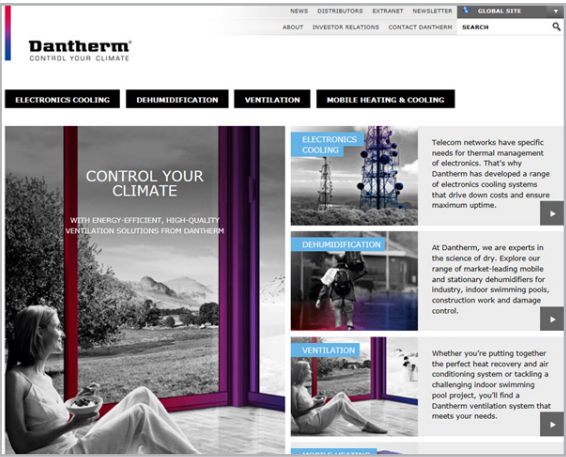 NEWS DISTRIBUTORS EXTRANET NEWSLETTER GLOBAL SITE
ABOUT INVESTOR RELATIONS CONTACT DANTHERM SEARCH
Dantherm®
CONTROL YOUR CLIMATE
ELECTRONICS COOLING DEHUMIDIFICATION VENTILATION MOBILE HEATING & COOLING
CONTROL YOUR
CLIMATE
WITH ENERGY-EFFICIENT, HIGH-QUALITY
VENTILATION SOLUTIONS FROM DANTHERM
ELECTRONICS
COOLING
Telecom networks have specific
needs for thermal management
of electronics. That's why
Dantherm has developed a range
of electronics cooling systems
that drive down costs and ensure
maximum uptime.
DEHUMIDIFICATION
At Dantherm, we are experts in
the science of dry. Explore our
range of market-leading mobile
and stationary dehumidifiers for
industry, indoor swimming pools,
construction work and damage
control.
VENTILATION
Whether you're putting together
the perfect heat recovery and air
conditioning system or tackling a
challenging indoor swimming
pool project, you'll find a
Dantherm ventilation system that
meets your needs.
MOBILE HEATING